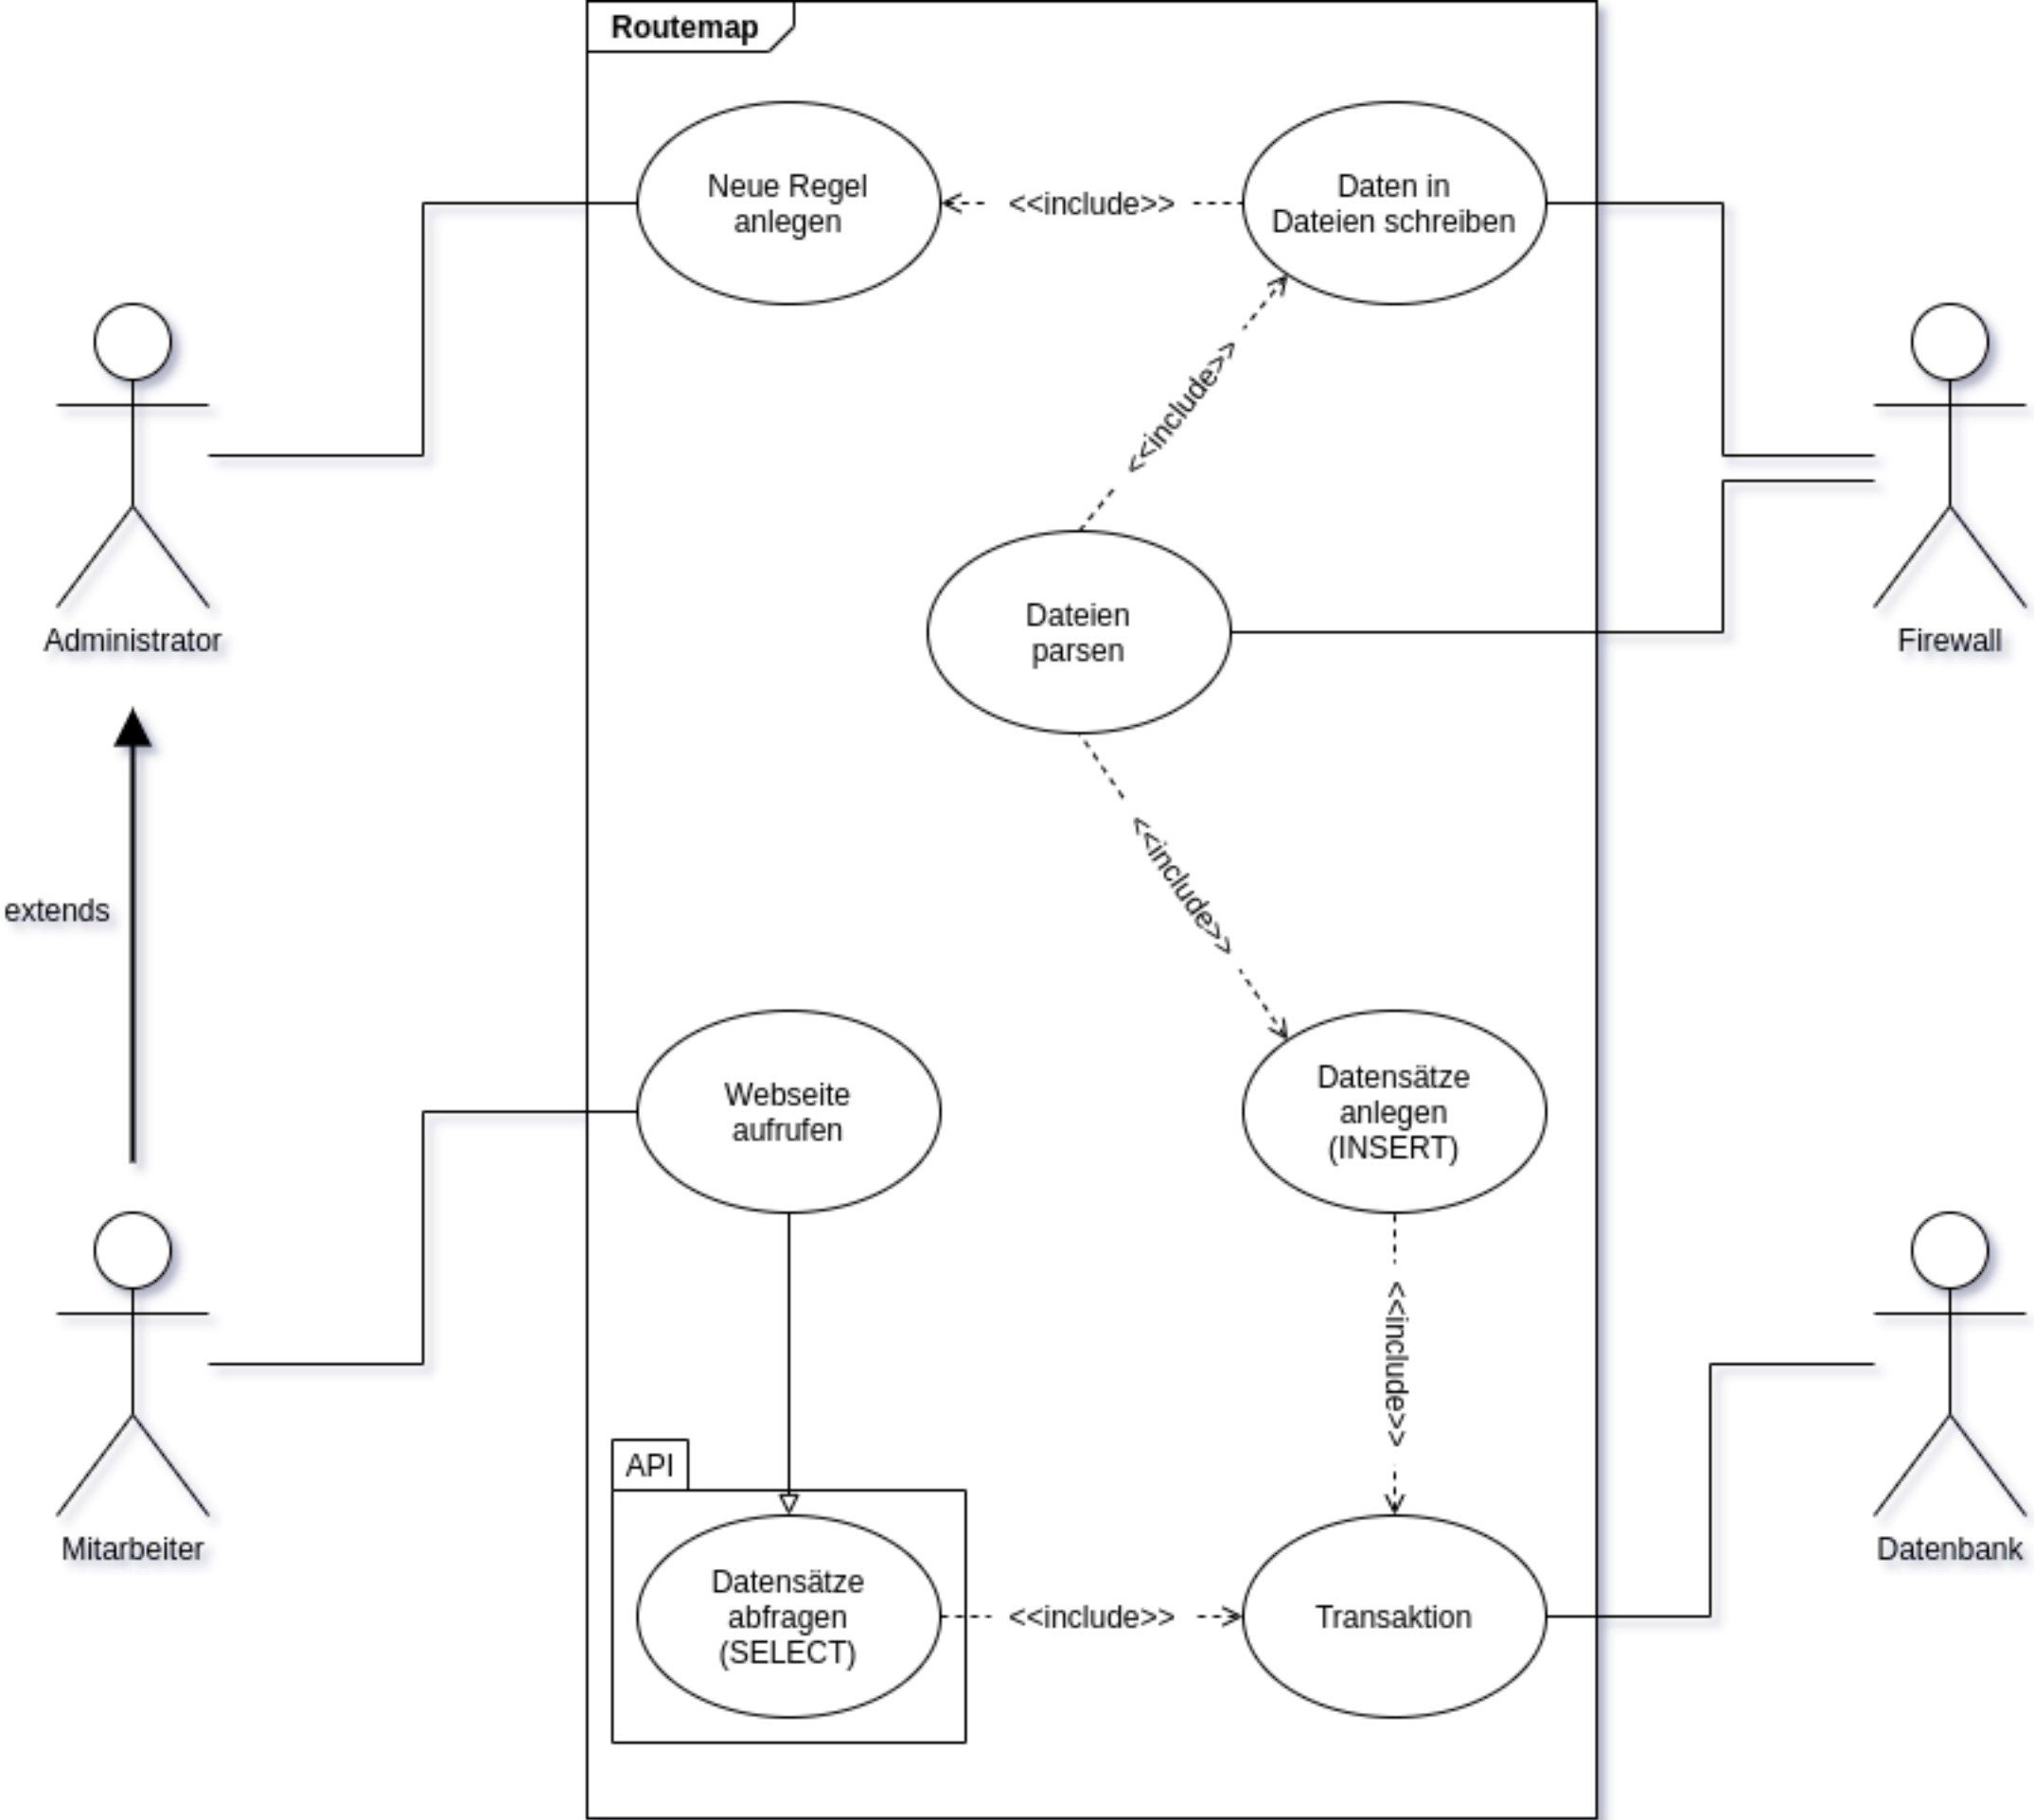 Routemap
Neue Regel
anlegen
<<include>>
Daten in
Dateien schreiben
<<include>>
Administrator
Dateien
parsen
Firewall
extends
<<include>>
Webseite
aufrufen
Datensätze
anlegen
(INSERT)
<<include>>
API
Mitarbeiter
Datenbank
Datensätze
abfragen
(SELECT)
<<include>>
Transaktion